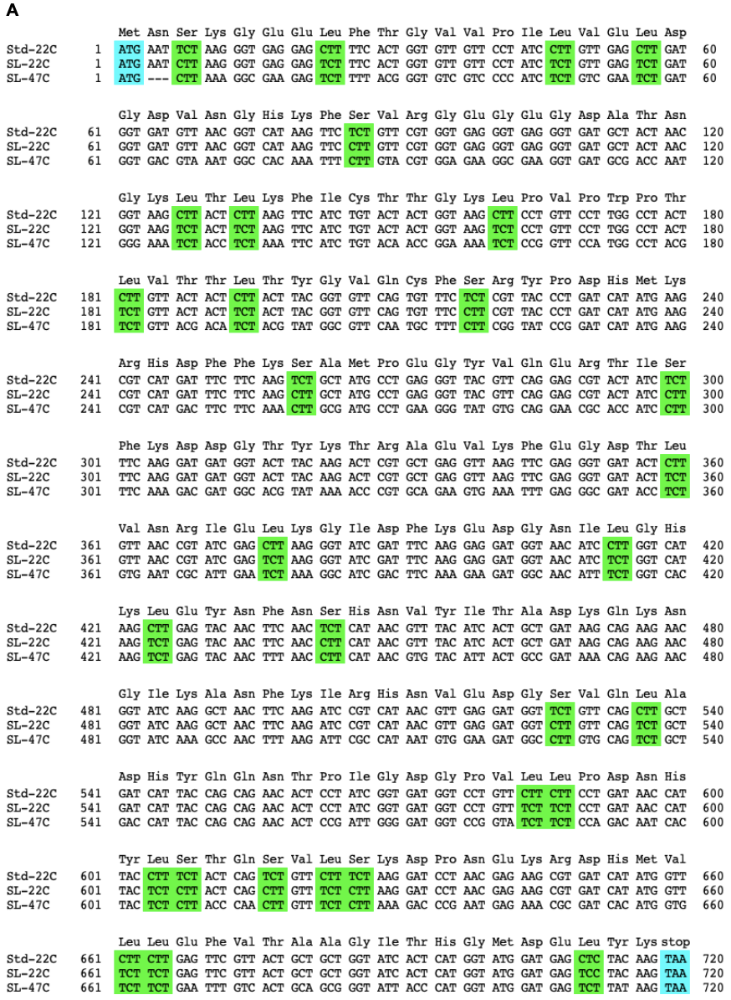 A
Met Asn Ser Lys Gly Glu Glu Leu Phe Thr Gly Val Val Pro Ile Leu Val Glu Leu Asp
Std-22C 1 ATG AAT TCT AAG GGT GAG GAG CTT TTC ACT GGT GTT GTT CCT ATC CTT GTT GAG CTT GAT 60
SL-22C 1 ATG AAT CTT AAG GGT GAG GAG TCT TTC ACT GGT GTT GTT CCT ATC TCT GTT GAG TCT GAT 60
SL-47C 1 ATG --- CTT AAA GGC GAA GAG TCT TTT ACG GGT GTC GTC CCC ATC TCT GTC GAA TCT GAT 60
Gly Asp Val Asn Gly His Lys Phe Ser Val Arg Gly Glu Gly Glu Gly Asp Ala Thr Asn
Std-22C 61 GGT GAT GTT AAC GGT CAT AAG TTC TCT GTT CGT GGT GAG GGT GAG GGT GAT GCT ACT AAC 120
SL-22C 61 GGT GAT GTT AAC GGT CAT AAG TTC CTT GTT CGT GGT GAG GGT GAG GGT GAT GCT ACT AAC 120
SL-47C 61 GGT GAC GTA AAT GGC CAC AAA TTT CTT GTA CGT GGA GAA GGC GAA GGT GAT GCG ACC AAT 120
Gly Lys Leu Thr Leu Lys Phe Ile Cys Thr Thr Gly Lys Leu Pro Val Pro Trp Pro Thr
Std-22C 121 GGT AAG CTT ACT CTT AAG TTC ATC TGT ACT ACT GGT AAG CTT CCT GTT CCT TGG CCT ACT 180
SL-22C 121 GGT AAG TCT ACT TCT AAG TTC ATC TGT ACT ACT GGT AAG TCT CCT GTT CCT TGG CCT ACT 180
SL-47C 121 GGG AAA TCT ACC TCT AAA TTC ATC TGT ACA ACC GGA AAA TCT CCG GTT CCA TGG CCT ACG 180
Leu Val Thr Thr Leu Thr Tyr Gly Val Gln Cys Phe Ser Arg Tyr Pro Asp His Met Lys
Std-22C 181 CTT GTT ACT ACT CTT ACT TAC GGT GTT CAG TGT TTC TCT CGT TAC CCT GAT CAT ATG AAG 240
SL-22C 181 TCT GTT ACT ACT TCT ACT TAC GGT GTT CAG TGT TTC CTT CGT TAC CCT GAT CAT ATG AAG 240
SL-47C 181 TCT GTT ACG ACA TCT ACG TAT GGC GTT CAA TGC TTT CTT CGG TAT CCG GAT CAT ATG AAG 240
Arg His Asp Phe Phe Lys Ser Ala Met Pro Glu Gly Tyr Val Gln Glu Arg Thr Ile Ser
Std-22C 241 CGT CAT GAT TTC TTC AAG TCT GCT ATG CCT GAG GGT TAC GTT CAG GAG CGT ACT ATC TCT 300
SL-22C 241 CGT CAT GAT TTC TTC AAG CTT GCT ATG CCT GAG GGT TAC GTT CAG GAG CGT ACT ATC CTT 300
SL-47C 241 CGT CAT GAC TTC TTC AAA CTT GCG ATG CCT GAA GGG TAT GTG CAG GAA CGC ACC ATC CTT 300
Phe Lys Asp Asp Gly Thr Tyr Lys Thr Arg Ala Glu Val Lys Phe Glu Gly Asp Thr Leu
Std-22C 301 TTC AAG GAT GAT GGT ACT TAC AAG ACT CGT GCT GAG GTT AAG TTC GAG GGT GAT ACT CTT 360
SL-22C 301 TTC AAG GAT GAT GGT ACT TAC AAG ACT CGT GCT GAG GTT AAG TTC GAG GGT GAT ACT TCT 360
SL-47C 301 TTC AAA GAC GAT GGC ACG TAT AAA ACC CGT GCA GAA GTG AAA TTT GAG GGC GAT ACC TCT 360
Val Asn Arg Ile Glu Leu Lys Gly Ile Asp Phe Lys Glu Asp Gly Asn Ile Leu Gly His
Std-22C 361 GTT AAC CGT ATC GAG CTT AAG GGT ATC GAT TTC AAG GAG GAT GGT AAC ATC CTT GGT CAT 420
SL-22C 361 GTT AAC CGT ATC GAG TCT AAG GGT ATC GAT TTC AAG GAG GAT GGT AAC ATC TCT GGT CAT 420
SL-47C 361 GTG AAT CGC ATT GAA TCT AAA GGC ATC GAC TTC AAA GAA GAT GGC AAC ATT TCT GGT CAC 420
Lys Leu Glu Tyr Asn Phe Asn Ser His Asn Val Tyr Ile Thr Ala Asp Lys Gln Lys Asn
Std-22C 421 AAG CTT GAG TAC AAC TTC AAC TCT CAT AAC GTT TAC ATC ACT GCT GAT AAG CAG AAG AAC 480
SL-22C 421 AAG TCT GAG TAC AAC TTC AAC CTT CAT AAC GTT TAC ATC ACT GCT GAT AAG CAG AAG AAC 480
SL-47C 421 AAG TCT GAG TAC AAC TTT AAC CTT CAT AAC GTG TAC ATT ACT GCC GAT AAA CAG AAG AAC 480
Gly Ile Lys Ala Asn Phe Lys Ile Arg His Asn Val Glu Asp Gly Ser Val Gln Leu Ala
Std-22C 481 GGT ATC AAG GCT AAC TTC AAG ATC CGT CAT AAC GTT GAG GAT GGT TCT GTT CAG CTT GCT 540
SL-22C 481 GGT ATC AAG GCT AAC TTC AAG ATC CGT CAT AAC GTT GAG GAT GGT CTT GTT CAG TCT GCT 540
SL-47C 481 GGT ATC AAA GCC AAC TTT AAG ATT CGC CAT AAT GTG GAA GAT GGC CTT GTG CAG TCT GCT 540
Asp His Tyr Gln Gln Asn Thr Pro Ile Gly Asp Gly Pro Val Leu Leu Pro Asp Asn His
Std-22C 541 GAT CAT TAC CAG CAG AAC ACT CCT ATC GGT GAT GGT CCT GTT CTT CTT CCT GAT AAC CAT 600
SL-22C 541 GAT CAT TAC CAG CAG AAC ACT CCT ATC GGT GAT GGT CCT GTT TCT TCT CCT GAT AAC CAT 600
SL-47C 541 GAC CAT TAC CAG CAG AAC ACT CCG ATT GGG GAT GGT CCG GTA TCT TCT CCA GAC AAT CAC 600
Tyr Leu Ser Thr Gln Ser Val Leu Ser Lys Asp Pro Asn Glu Lys Arg Asp His Met Val
Std-22C 601 TAC CTT TCT ACT CAG TCT GTT CTT TCT AAG GAT CCT AAC GAG AAG CGT GAT CAT ATG GTT 660
SL-22C 601 TAC TCT CTT ACT CAG CTT GTT TCT CTT AAG GAT CCT AAC GAG AAG CGT GAT CAT ATG GTT 660
SL-47C 601 TAC TCT CTT ACC CAA CTT GTT TCT CTT AAA GAC CCG AAT GAG AAA CGC GAT CAC ATG GTG 660
Leu Leu Glu Phe Val Thr Ala Ala Gly Ile Thr His Gly Met Asp Glu Leu Tyr Lys stop
Std-22C 661 CTT CTT GAG TTC GTT ACT GCT GCT GGT ATC ACT CAT GGT ATG GAT GAG CTC TAC AAG TAA 720
SL-22C 661 TCT TCT GAG TTC GTT ACT GCT GCT GGT ATC ACT CAT GGT ATG GAT GAG TCC TAC AAG TAA 720
SL-47C 661 TCT TCT GAA TTT GTC ACT GCA GCG GGT ATT ACC CAT GGT ATG GAT GAG TCT TAT AAG TAA 720